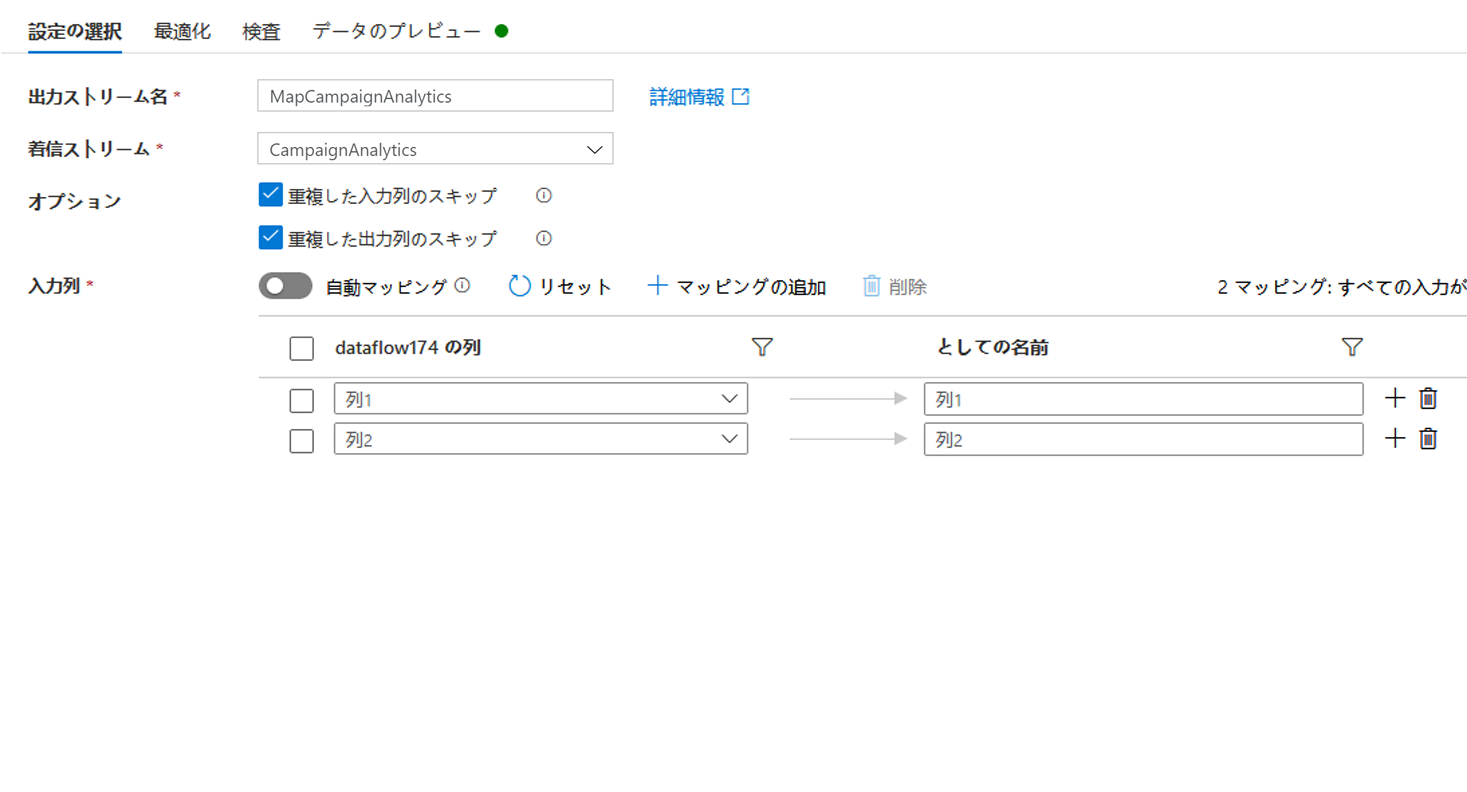 設定の選択 最適化 検査 データのプレビュー
出力ストリーム名 * MapCampaignAnalytics 詳細情報
着信ストリーム * CampaignAnalytics
オプション 重複した入力列のスキップ
重複した出力列のスキップ
入力列 * 自動マッピング リセット マッピングの追加 削除 2 マッピング: すべての入力が
dataflow174 の列 としての名前
列1 列1
列2 列2